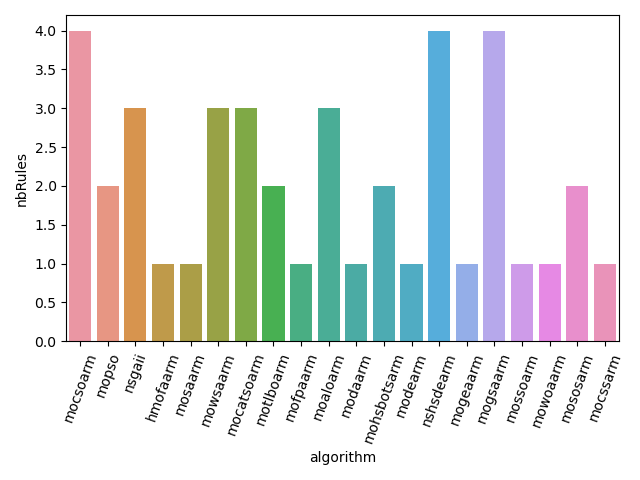 4.0
3.5
3.0
2.5
2.0
1.5
1.0
0.5
0.0
nbRules
mocsoarm
mopso
nsgaii
hmofaarm
mosaarm
mowsaarm
mocatsoarm
motlboarm
mofpaarm
moaloarm
modaarm
mohsbotsarm
modearm
nshsdearm
mogeaarm
mogsaarm
mossoarm
mowoaarm
mososarm
mocssarm
algorithm